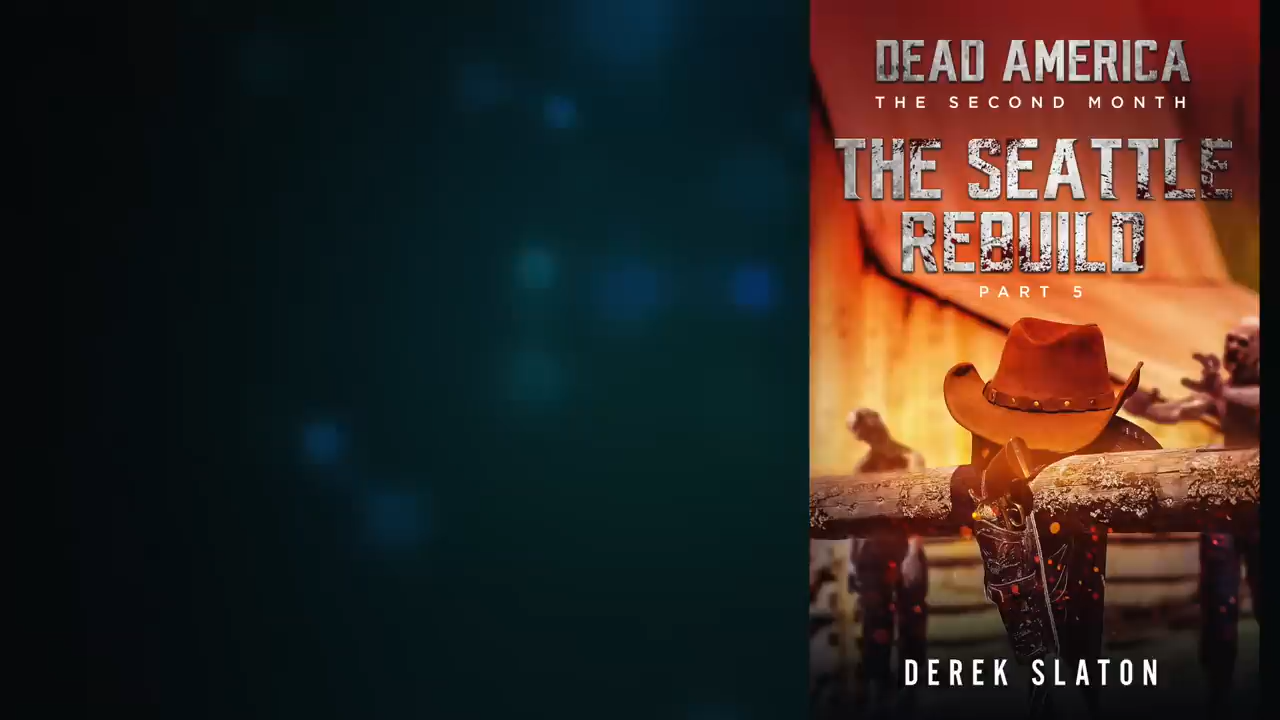 DEAD AMERICA
THE SECOND MONTH
THE SEATTLE
REBUILD
PART 5
DEREK SLATON